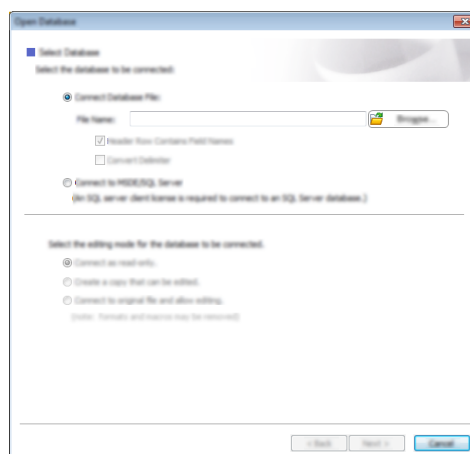 Open Database
Select Database
Select the database to be connected:
Connect Database File:
File Name:
Browse...
Header Row Contains Field Names
Convert Delimiter
Connect to MSDE/SQL Server
(An SQL server client license is required to connect to an SQL Server database.)
Select the editing mode for the database to be connected.
Connect as read-only.
Create a copy that can be edited.
Connect to original file and allow editing.
(note: formats and macros may be removed)
< Back
Next >
Cancel